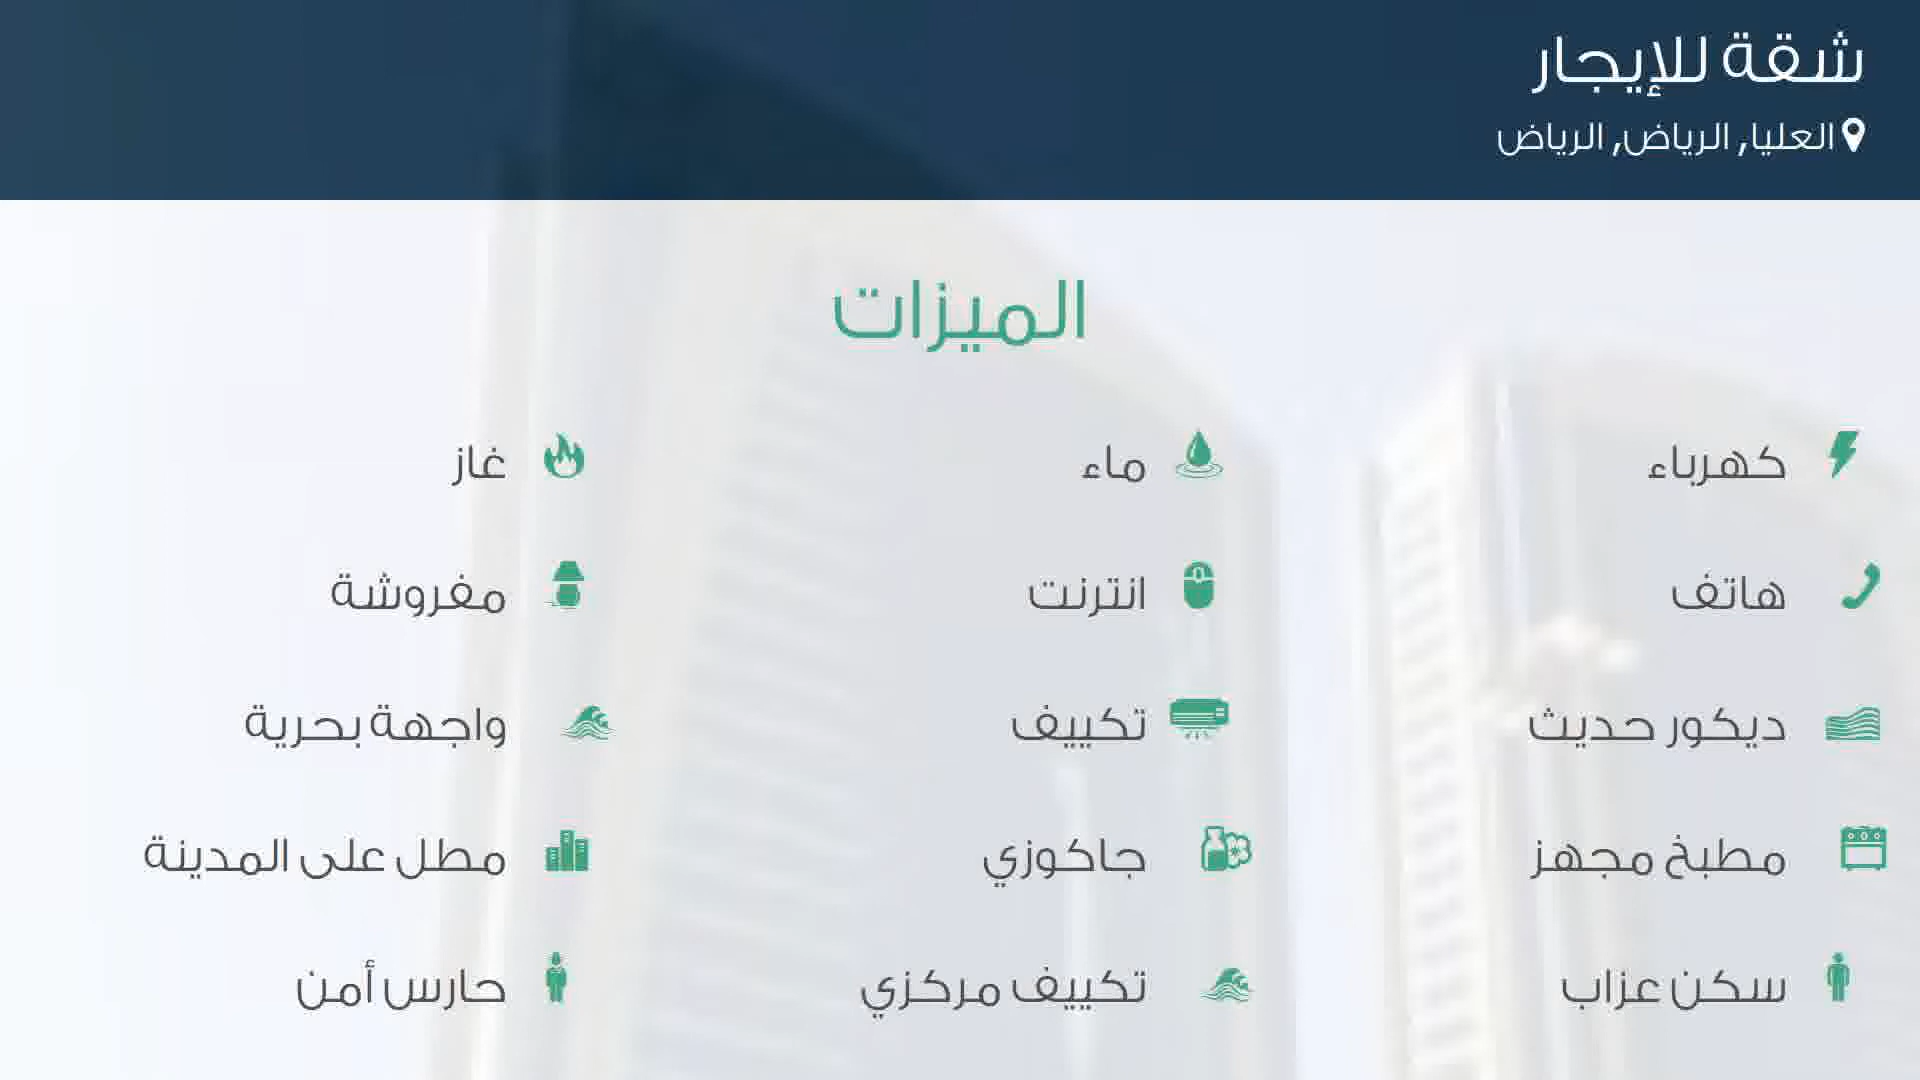 شقة للإيجار
العليا, الرياض, الرياض
الميزات
كهرباء
ماء
غاز
هاتف
انترنت
مفروشة
ديكور حديث
تكييف
واجهة بحرية
مطبخ مجهز
جاكوزي
مطل على المدينة
سكن عزاب
تكييف مركزي
حارس أمن